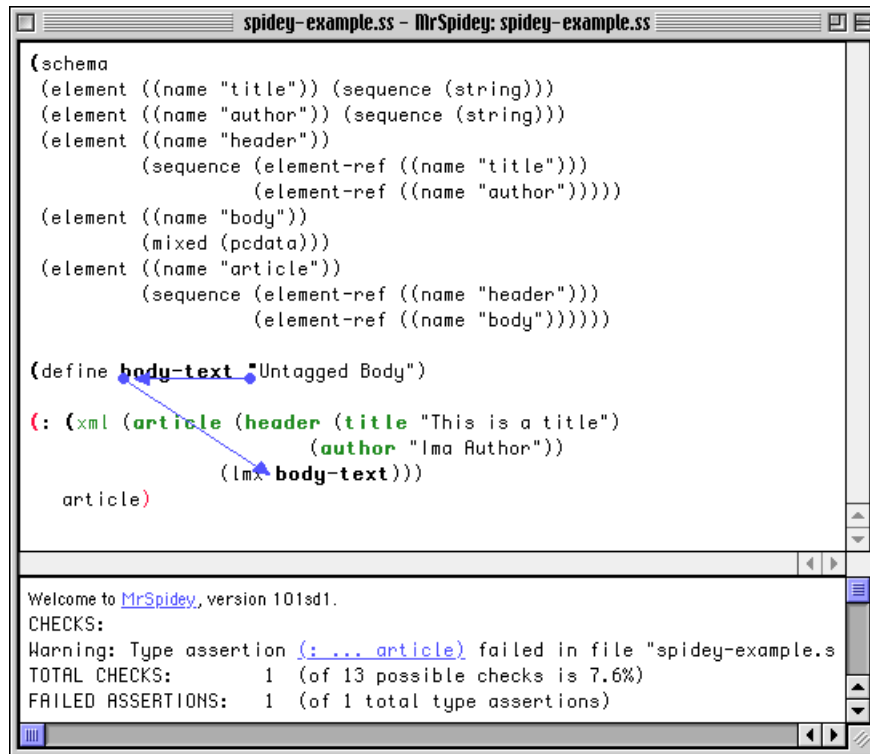 spidey-example.ss - MrSpidey: spidey-example.ss
(schema
 (element ((name "title")) (sequence (string)))
 (element ((name "author")) (sequence (string)))
 (element ((name "header"))
          (sequence (element-ref ((name "title")))
                    (element-ref ((name "author")))))
 (element ((name "body"))
          (mixed (pcdata)))
 (element ((name "article"))
          (sequence (element-ref ((name "header")))
                    (element-ref ((name "body"))))))
(define body-text "Untagged Body")
(: (xml (article (header (title "This is a title")
                         (author "Ima Author"))
                 (lmx body-text)))
   article)
Welcome to MrSpidey, version 101sd1.
CHECKS:
Warning: Type assertion (: ... article) failed in file "spidey-example.s
TOTAL CHECKS:        1  (of 13 possible checks is 7.6%)
FAILED ASSERTIONS:   1  (of 1 total type assertions)